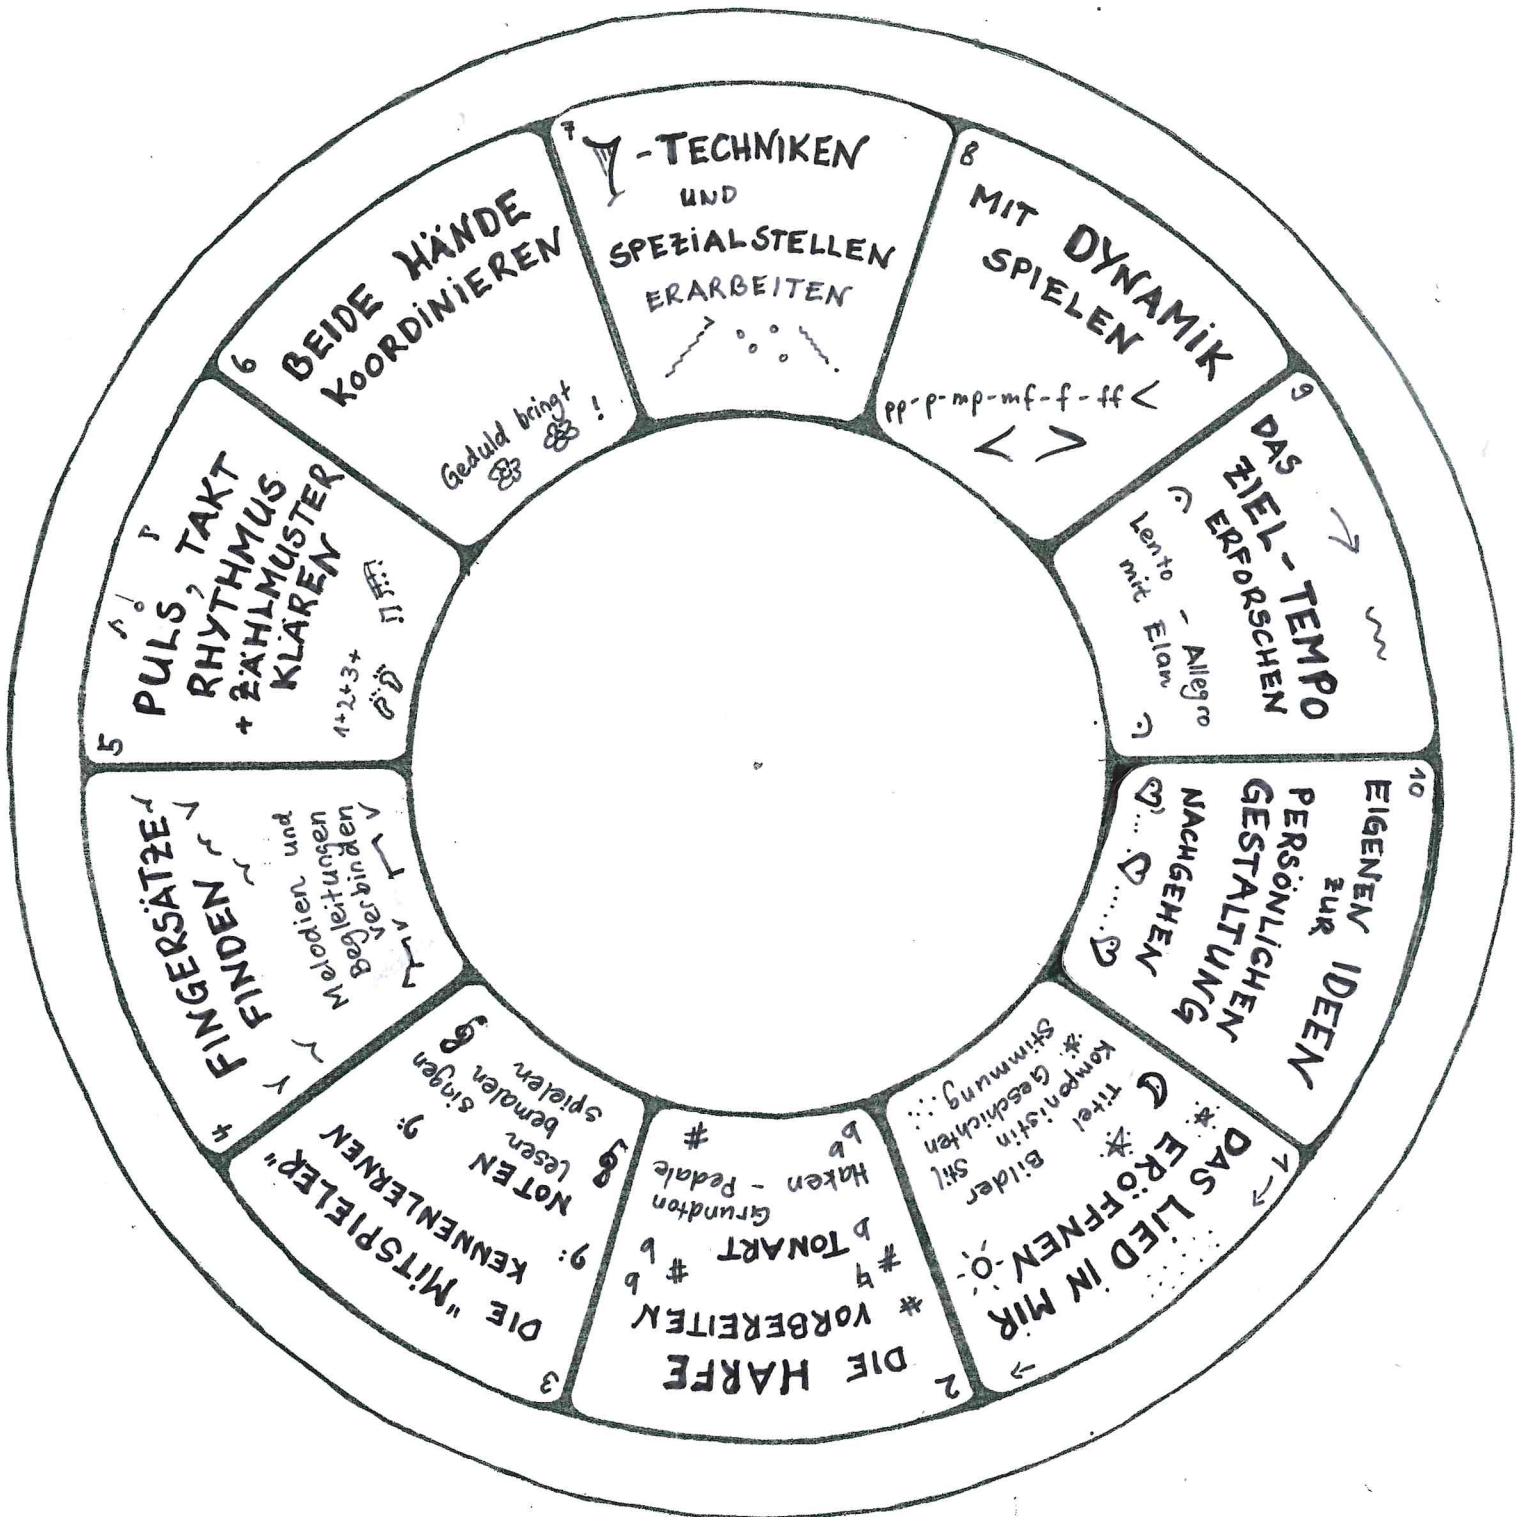 1
DAS LIED IN MIR
ERÖFFNEN
Bilder
Titel
Stil
Komponistin
Geschichten
Stimmung
2
DIE HARFE
VORBEREITEN
TONART
Grundton
Haken - Pedale
3
DIE "MITSPIELER"
KENNENLERNEN
NOTEN
lesen
singen
bemalen
spielen
4
FINGERSÄTZE
FINDEN
Melodien und
Begleitungen
verbinden
5
PULS, TAKT
RHYTHMUS
+ ZÄHLMUSTER
KLÄREN
1+2+3+
6
BEIDE HÄNDE
KOORDINIEREN
Geduld bringt
!
7
-TECHNIKEN
UND
SPEZIALSTELLEN
ERARBEITEN
8
MIT DYNAMIK
SPIELEN
pp-p-mp-mf-f-ff <
< >
9
DAS
ZIEL-TEMPO
ERFORSCHEN
Lento - Allegro
mit Elan
10
EIGENEN IDEEN
ZUR
PERSÖNLICHEN
GESTALTUNG
NACHGEHEN